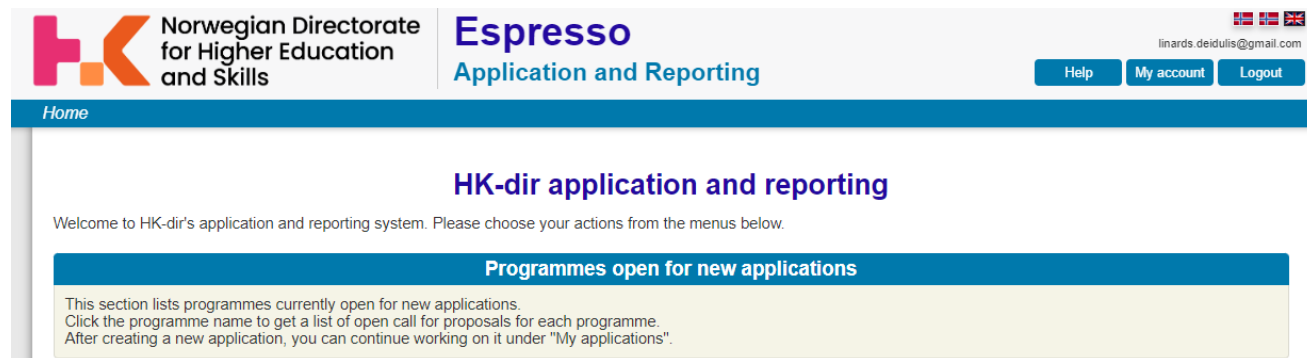 Norwegian Directorate
for Higher Education
and Skills
Espresso
Application and Reporting
linards.deidulis@gmail.com
Help
My account
Logout
Home
HK-dir application and reporting
Welcome to HK-dir's application and reporting system. Please choose your actions from the menus below.
Programmes open for new applications
This section lists programmes currently open for new applications.
Click the programme name to get a list of open call for proposals for each programme.
After creating a new application, you can continue working on it under "My applications".